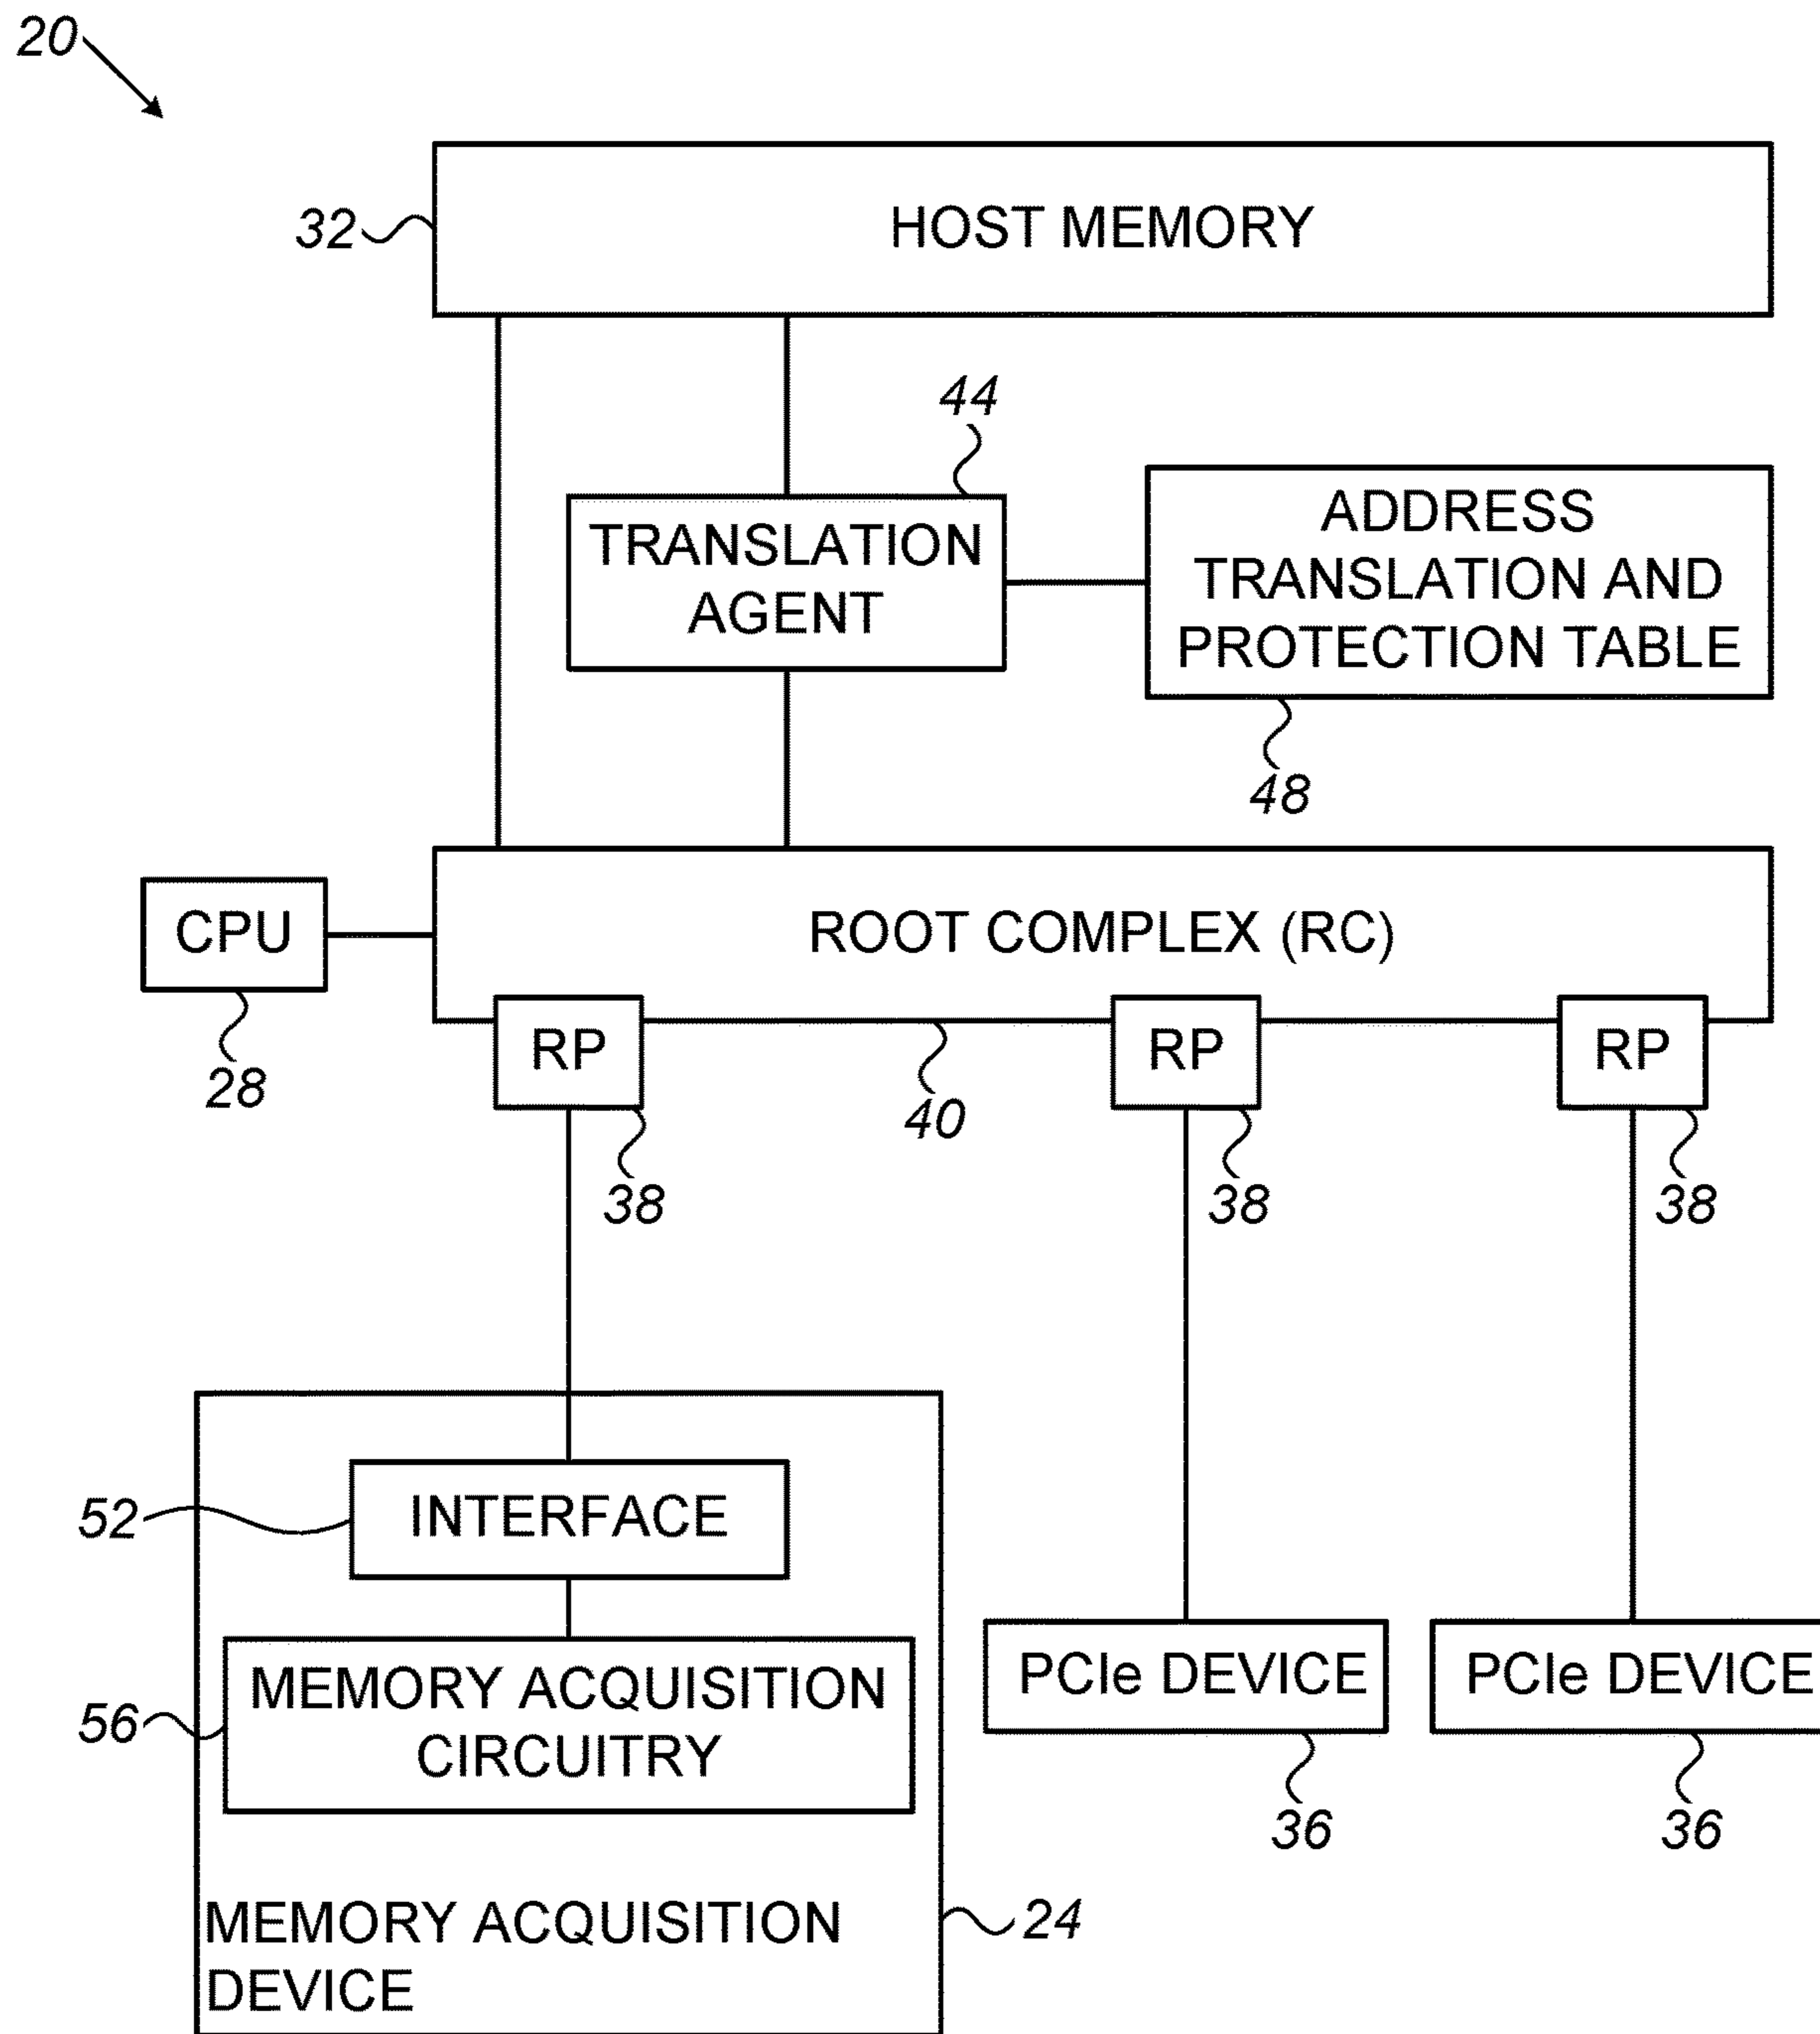 20
HOST MEMORY
32
44
TRANSLATION
AGENT
ADDRESS
TRANSLATION AND
PROTECTION TABLE
48
CPU
28
ROOT COMPLEX (RC)
RP
RP
RP
40
38
38
38
INTERFACE
52
MEMORY ACQUISITION
CIRCUITRY
56
MEMORY ACQUISITION
DEVICE
24
PCIe DEVICE
PCIe DEVICE
36
36